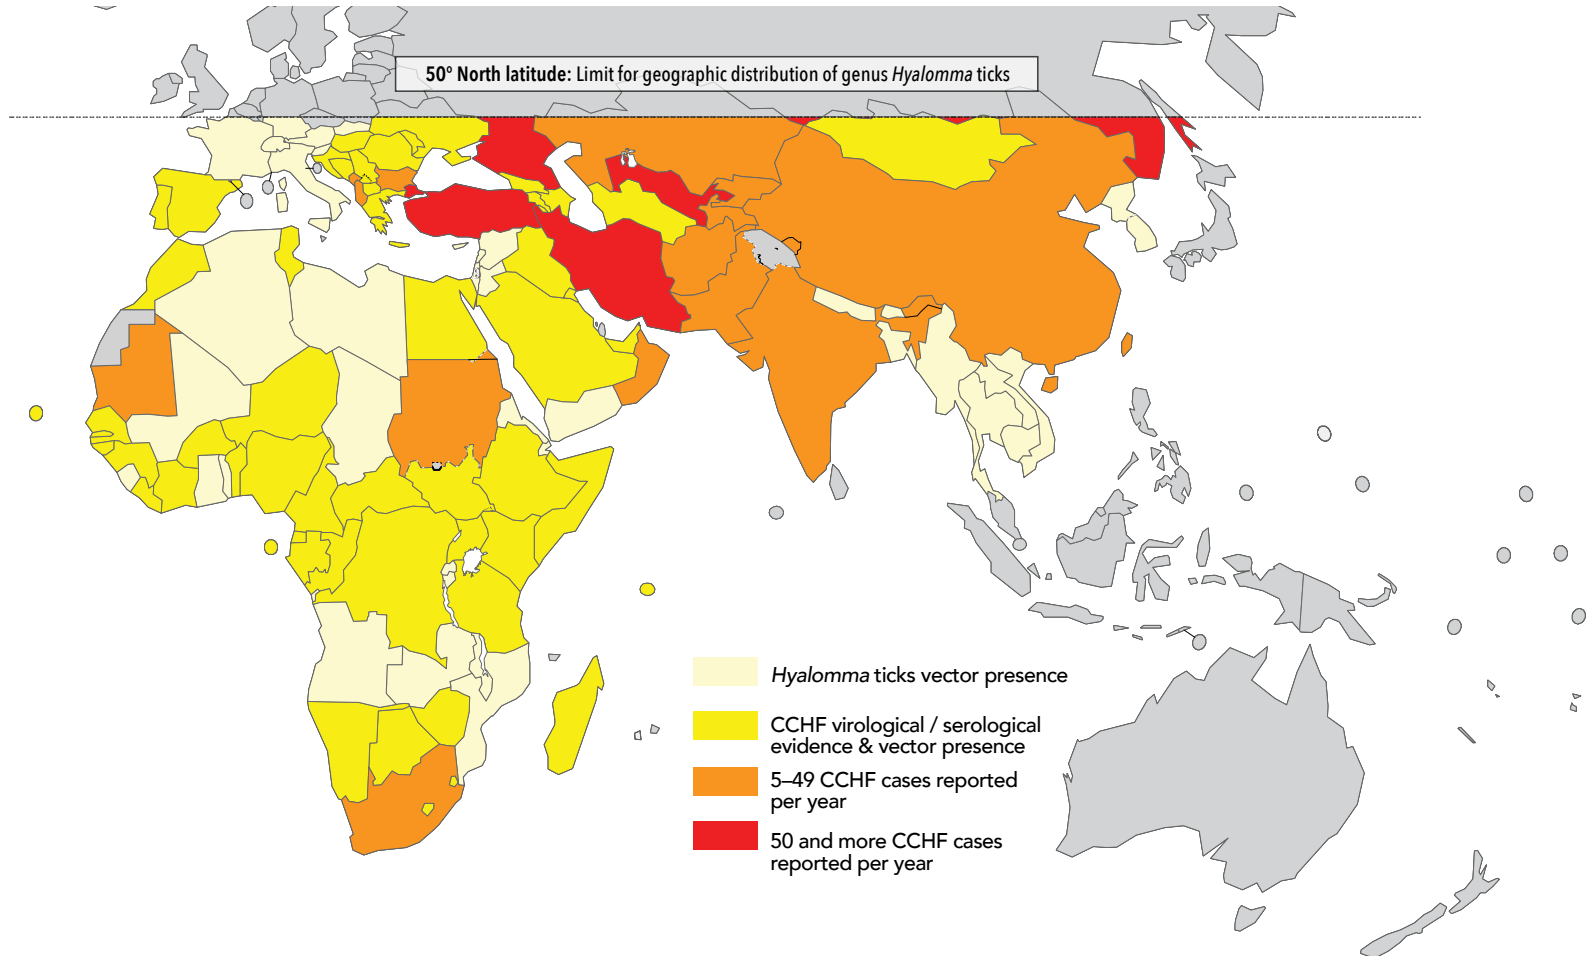 50° North latitude: Limit for geographic distribution of genus Hyalomma ticks
Hyalomma ticks vector presence
CCHF virological / serological
evidence & vector presence
5–49 CCHF cases reported
per year
50 and more CCHF cases
reported per year